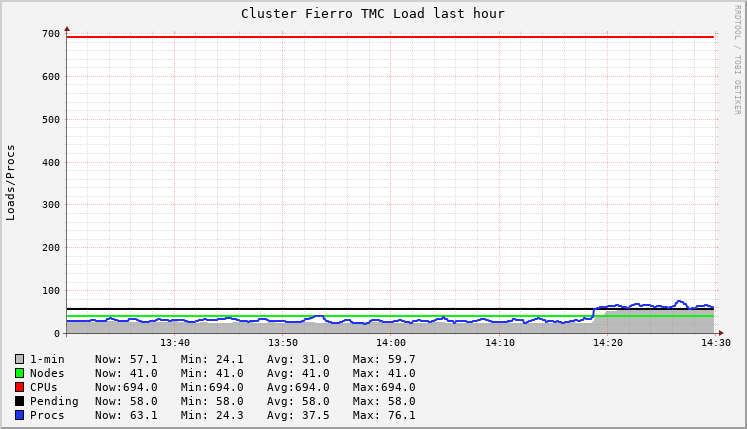 Cluster Fierro TMC Load last hour
RRDTOOL / TOBI OETIKER
Loads/Procs
700
600
500
400
300
200
100
0
13:40 13:50 14:00 14:10 14:20 14:30
1-min Now: 57.1 Min: 24.1 Avg: 31.0 Max: 59.7
Nodes Now: 41.0 Min: 41.0 Avg: 41.0 Max: 41.0
CPUs Now:694.0 Min:694.0 Avg:694.0 Max:694.0
Pending Now: 58.0 Min: 58.0 Avg: 58.0 Max: 58.0
Procs Now: 63.1 Min: 24.3 Avg: 37.5 Max: 76.1